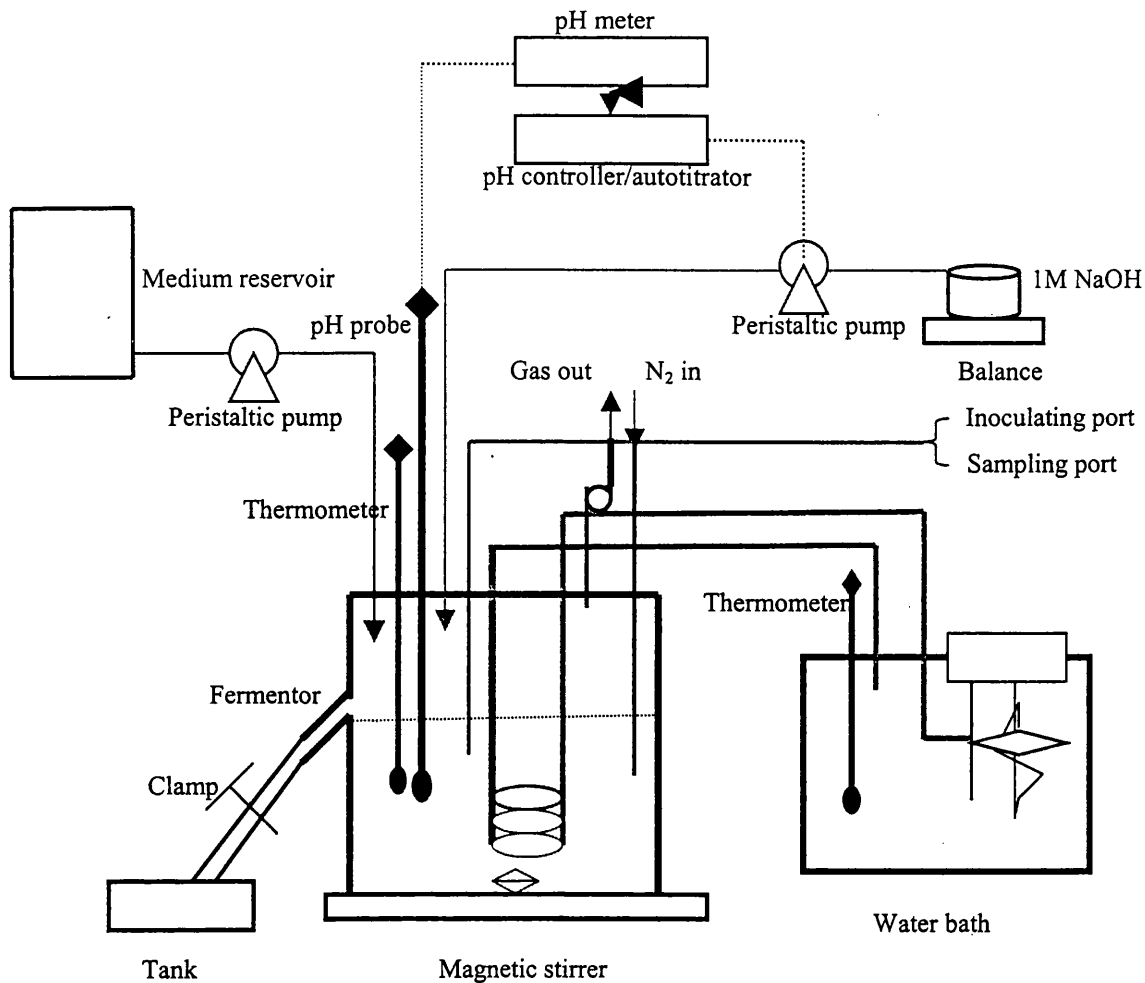 pH meter
pH controller/autotitrator
Medium reservoir
1M NaOH
pH probe
Peristaltic pump
Gas out
N₂ in
Balance
Peristaltic pump
Inoculating port
Sampling port
Thermometer
Thermometer
Fermentor
Clamp
Water bath
Tank
Magnetic stirrer